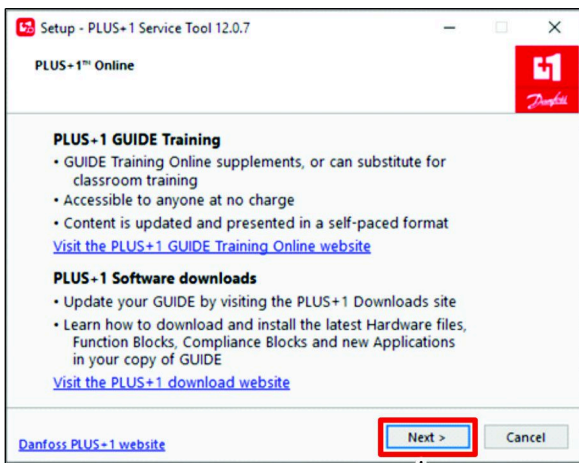 Setup - PLUS+1 Service Tool 12.0.7
PLUS+1™ Online
Danfoss
PLUS+1 GUIDE Training
• GUIDE Training Online supplements, or can substitute for
classroom training
• Accessible to anyone at no charge
• Content is updated and presented in a self-paced format
Visit the PLUS+1 GUIDE Training Online website
PLUS+1 Software downloads
• Update your GUIDE by visiting the PLUS+1 Downloads site
• Learn how to download and install the latest Hardware files,
Function Blocks, Compliance Blocks and new Applications
in your copy of GUIDE
Visit the PLUS+1 download website
Danfoss PLUS+1 website
Next >
Cancel